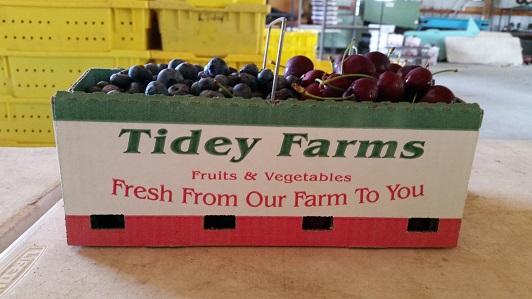 Tidey Farms
Fruits & Vegetables
Fresh From Our Farm To You